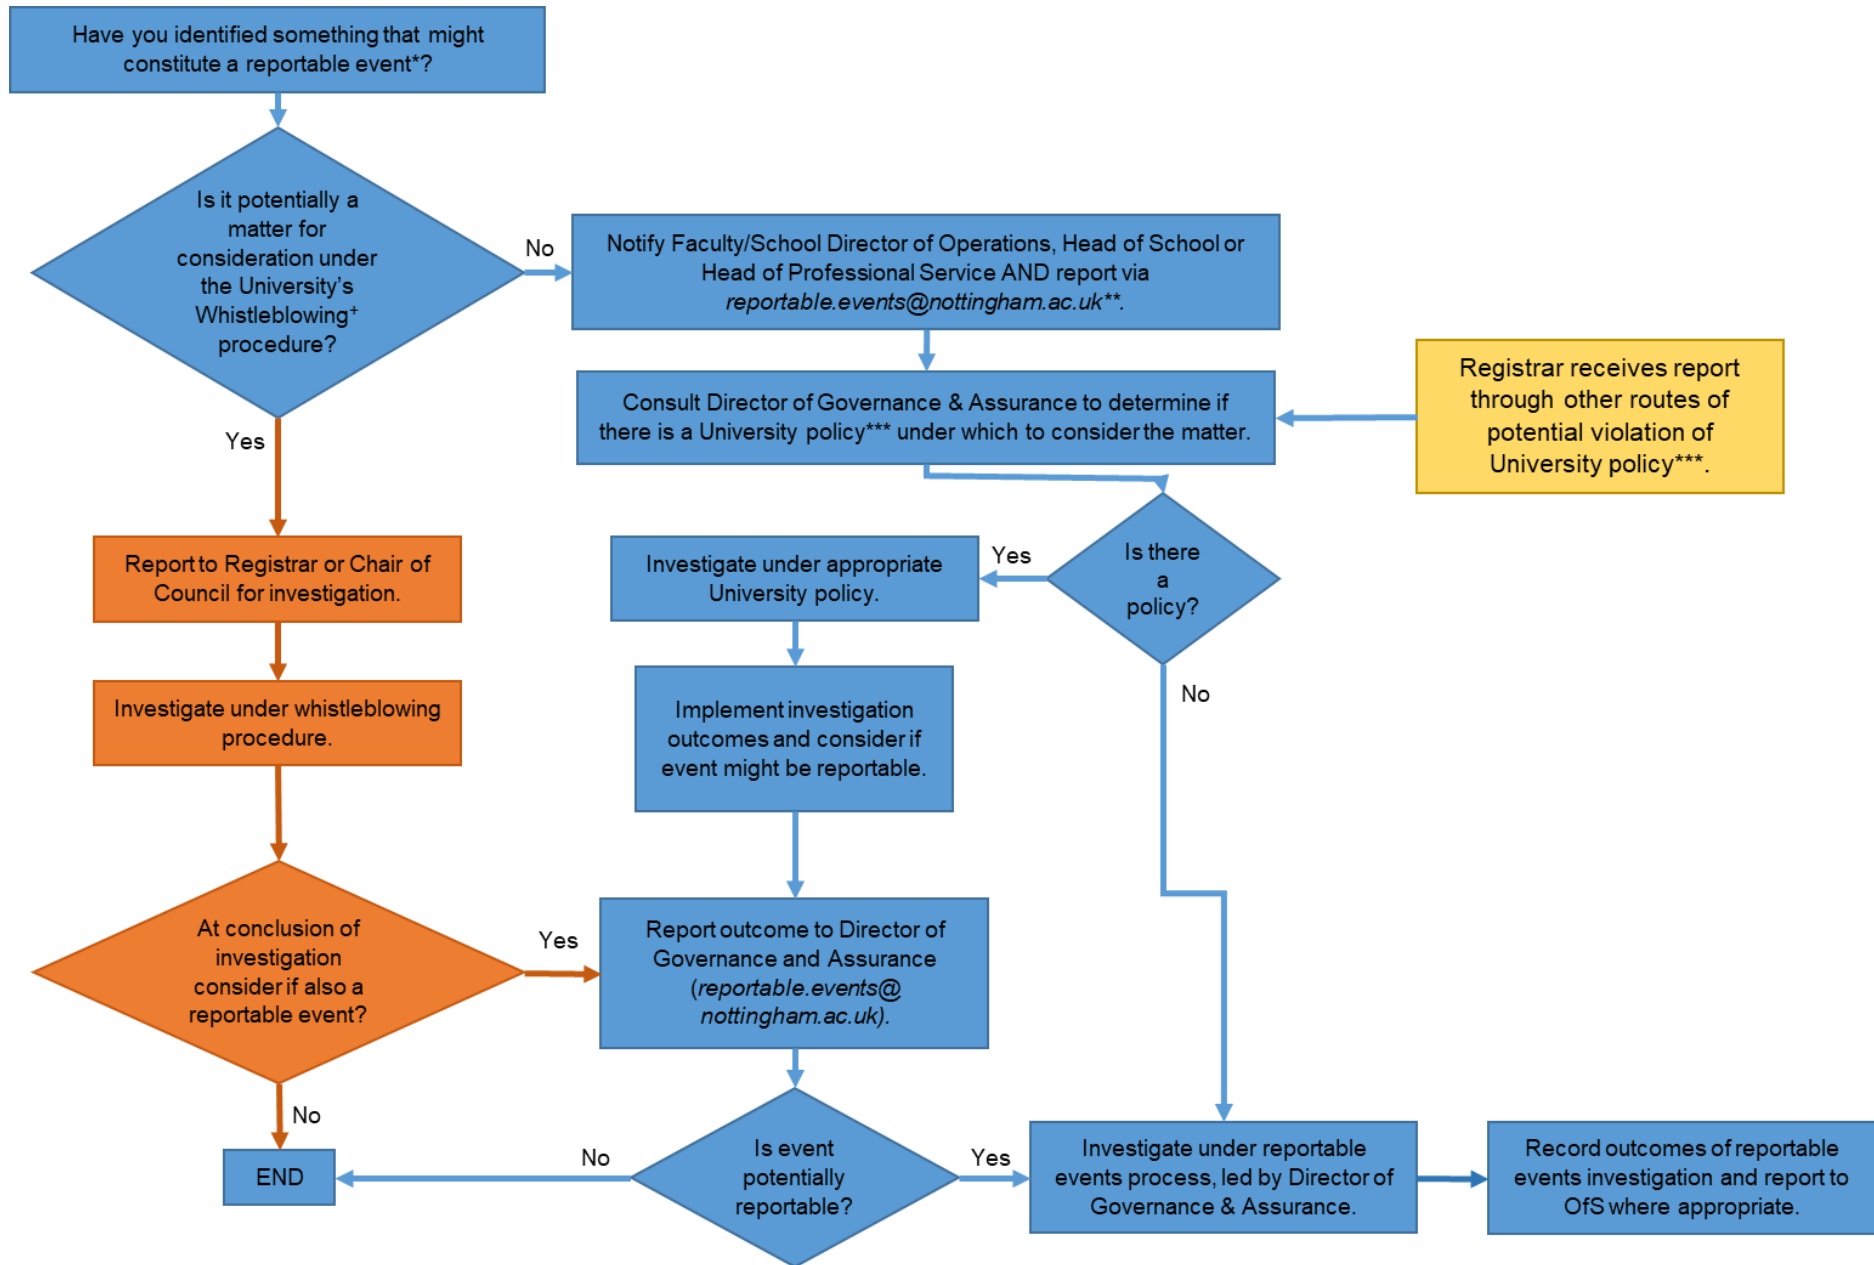 Have you identified something that might
constitute a reportable event*?
Is it potentially a
matter for
consideration under
the University's
Whistleblowing⁺
procedure?
No
Notify Faculty/School Director of Operations, Head of School or
Head of Professional Service AND report via
reportable.events@nottingham.ac.uk**.
Consult Director of Governance & Assurance to determine if
there is a University policy*** under which to consider the matter.
Registrar receives report
through other routes of
potential violation of
University policy***.
Yes
Report to Registrar or Chair of
Council for investigation.
Investigate under appropriate
University policy.
Yes
Is there
a
policy?
No
Investigate under whistleblowing
procedure.
Implement investigation
outcomes and consider if
event might be reportable.
At conclusion of
investigation
consider if also a
reportable event?
Yes
Report outcome to Director of
Governance and Assurance
(reportable.events@
nottingham.ac.uk).
No
END
No
Is event
potentially
reportable?
Yes
Investigate under reportable
events process, led by Director of
Governance & Assurance.
Record outcomes of reportable
events investigation and report to
OfS where appropriate.